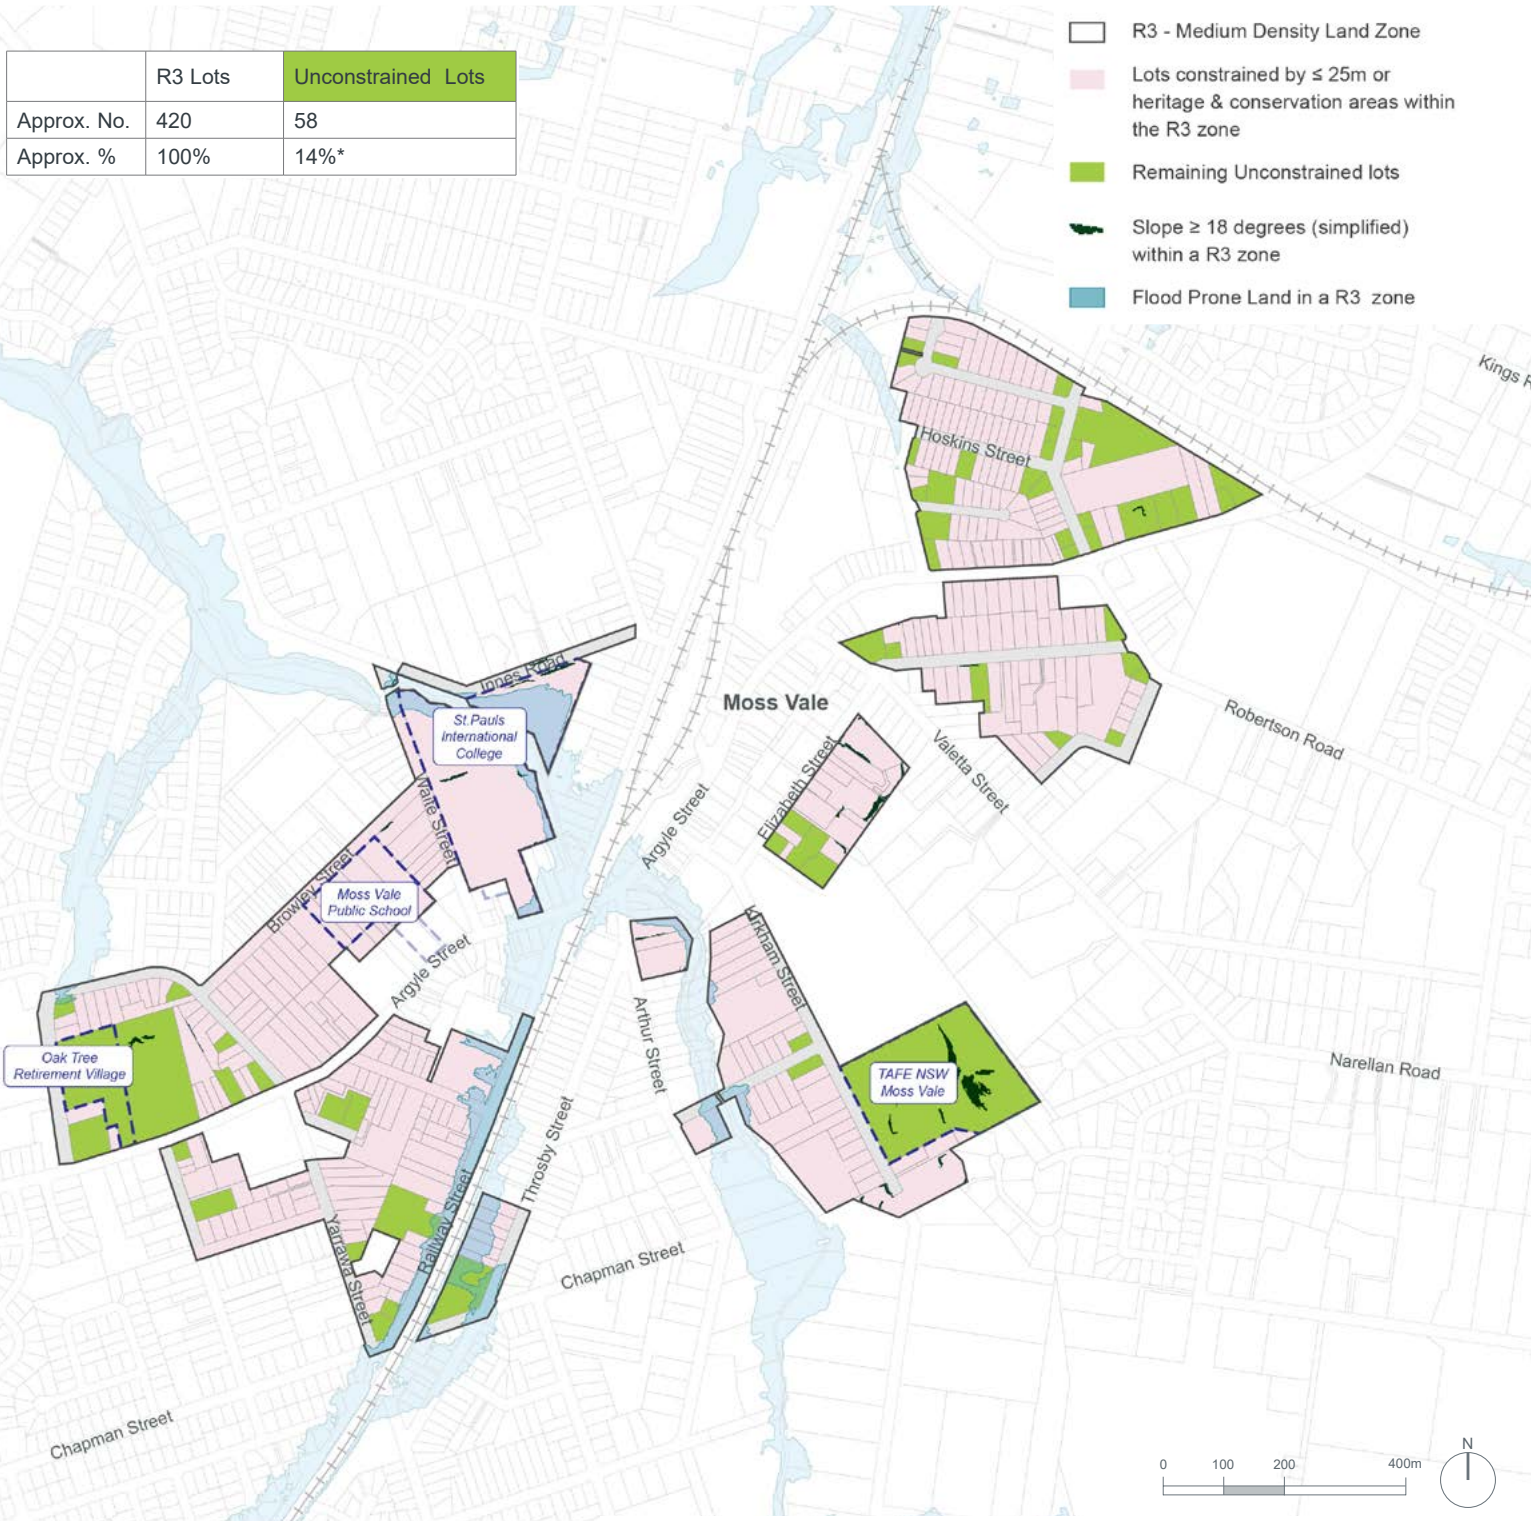 R3 Lots Unconstrained Lots
Approx. No. 420 58
Approx. % 100% 14%*
R3 - Medium Density Land Zone
Lots constrained by ≤ 25m or
heritage & conservation areas within
the R3 zone
Remaining Unconstrained lots
Slope ≥ 18 degrees (simplified)
within a R3 zone
Flood Prone Land in a R3 zone
Kings R
Hoskins Street
Innes Road
Moss Vale
St.Pauls
International
College
Robertson Road
Valetta Street
Elizabeth Street
Waite Street
Argyle Street
Browley Street
Moss Vale
Public School
Argyle Street
Kirkham Street
Arthur Street
Oak Tree
Retirement Village
TAFE NSW
Moss Vale
Narellan Road
Throsby Street
Railway Street
Yarrawa Street
Chapman Street
Chapman Street
N
0 100 200 400m